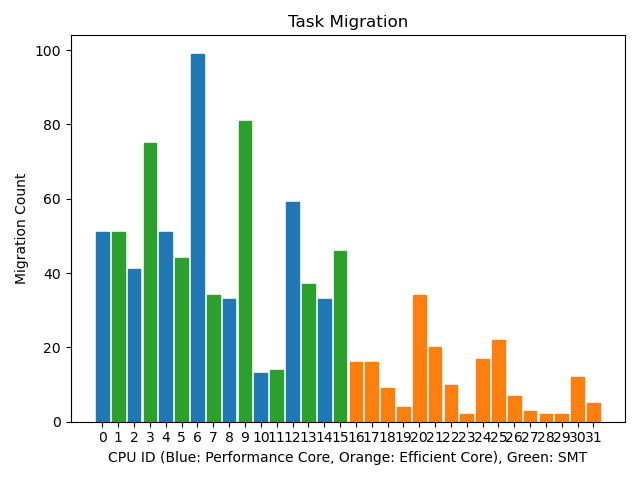 Task Migration
100
80
60
40
20
0
Migration Count
0 1 2 3 4 5 6 7 8 9 10 11 12 13 14 15 16 17 18 19 20 21 22 23 24 25 26 27 28 29 30 31
CPU ID (Blue: Performance Core, Orange: Efficient Core), Green: SMT